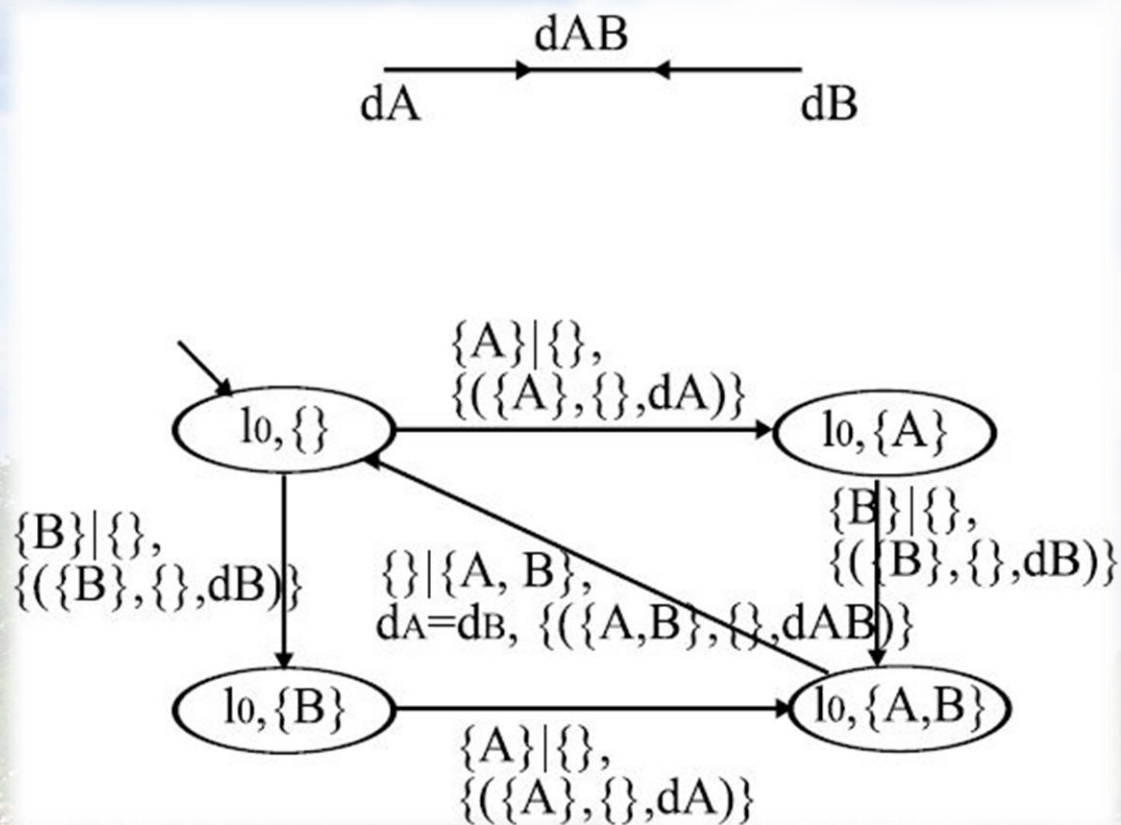 dAB
dA
dB
{A}|{},
{({A},{},dA)}
l0,{}
l0,{A}
{B}|{},
{({B},{},dB)}
{B}|{},
{({B},{},dB)}
{}|{A, B},
dA=dB, {({A,B},{},dAB)}
l0,{B}
l0,{A,B}
{A}|{},
{({A},{},dA)}